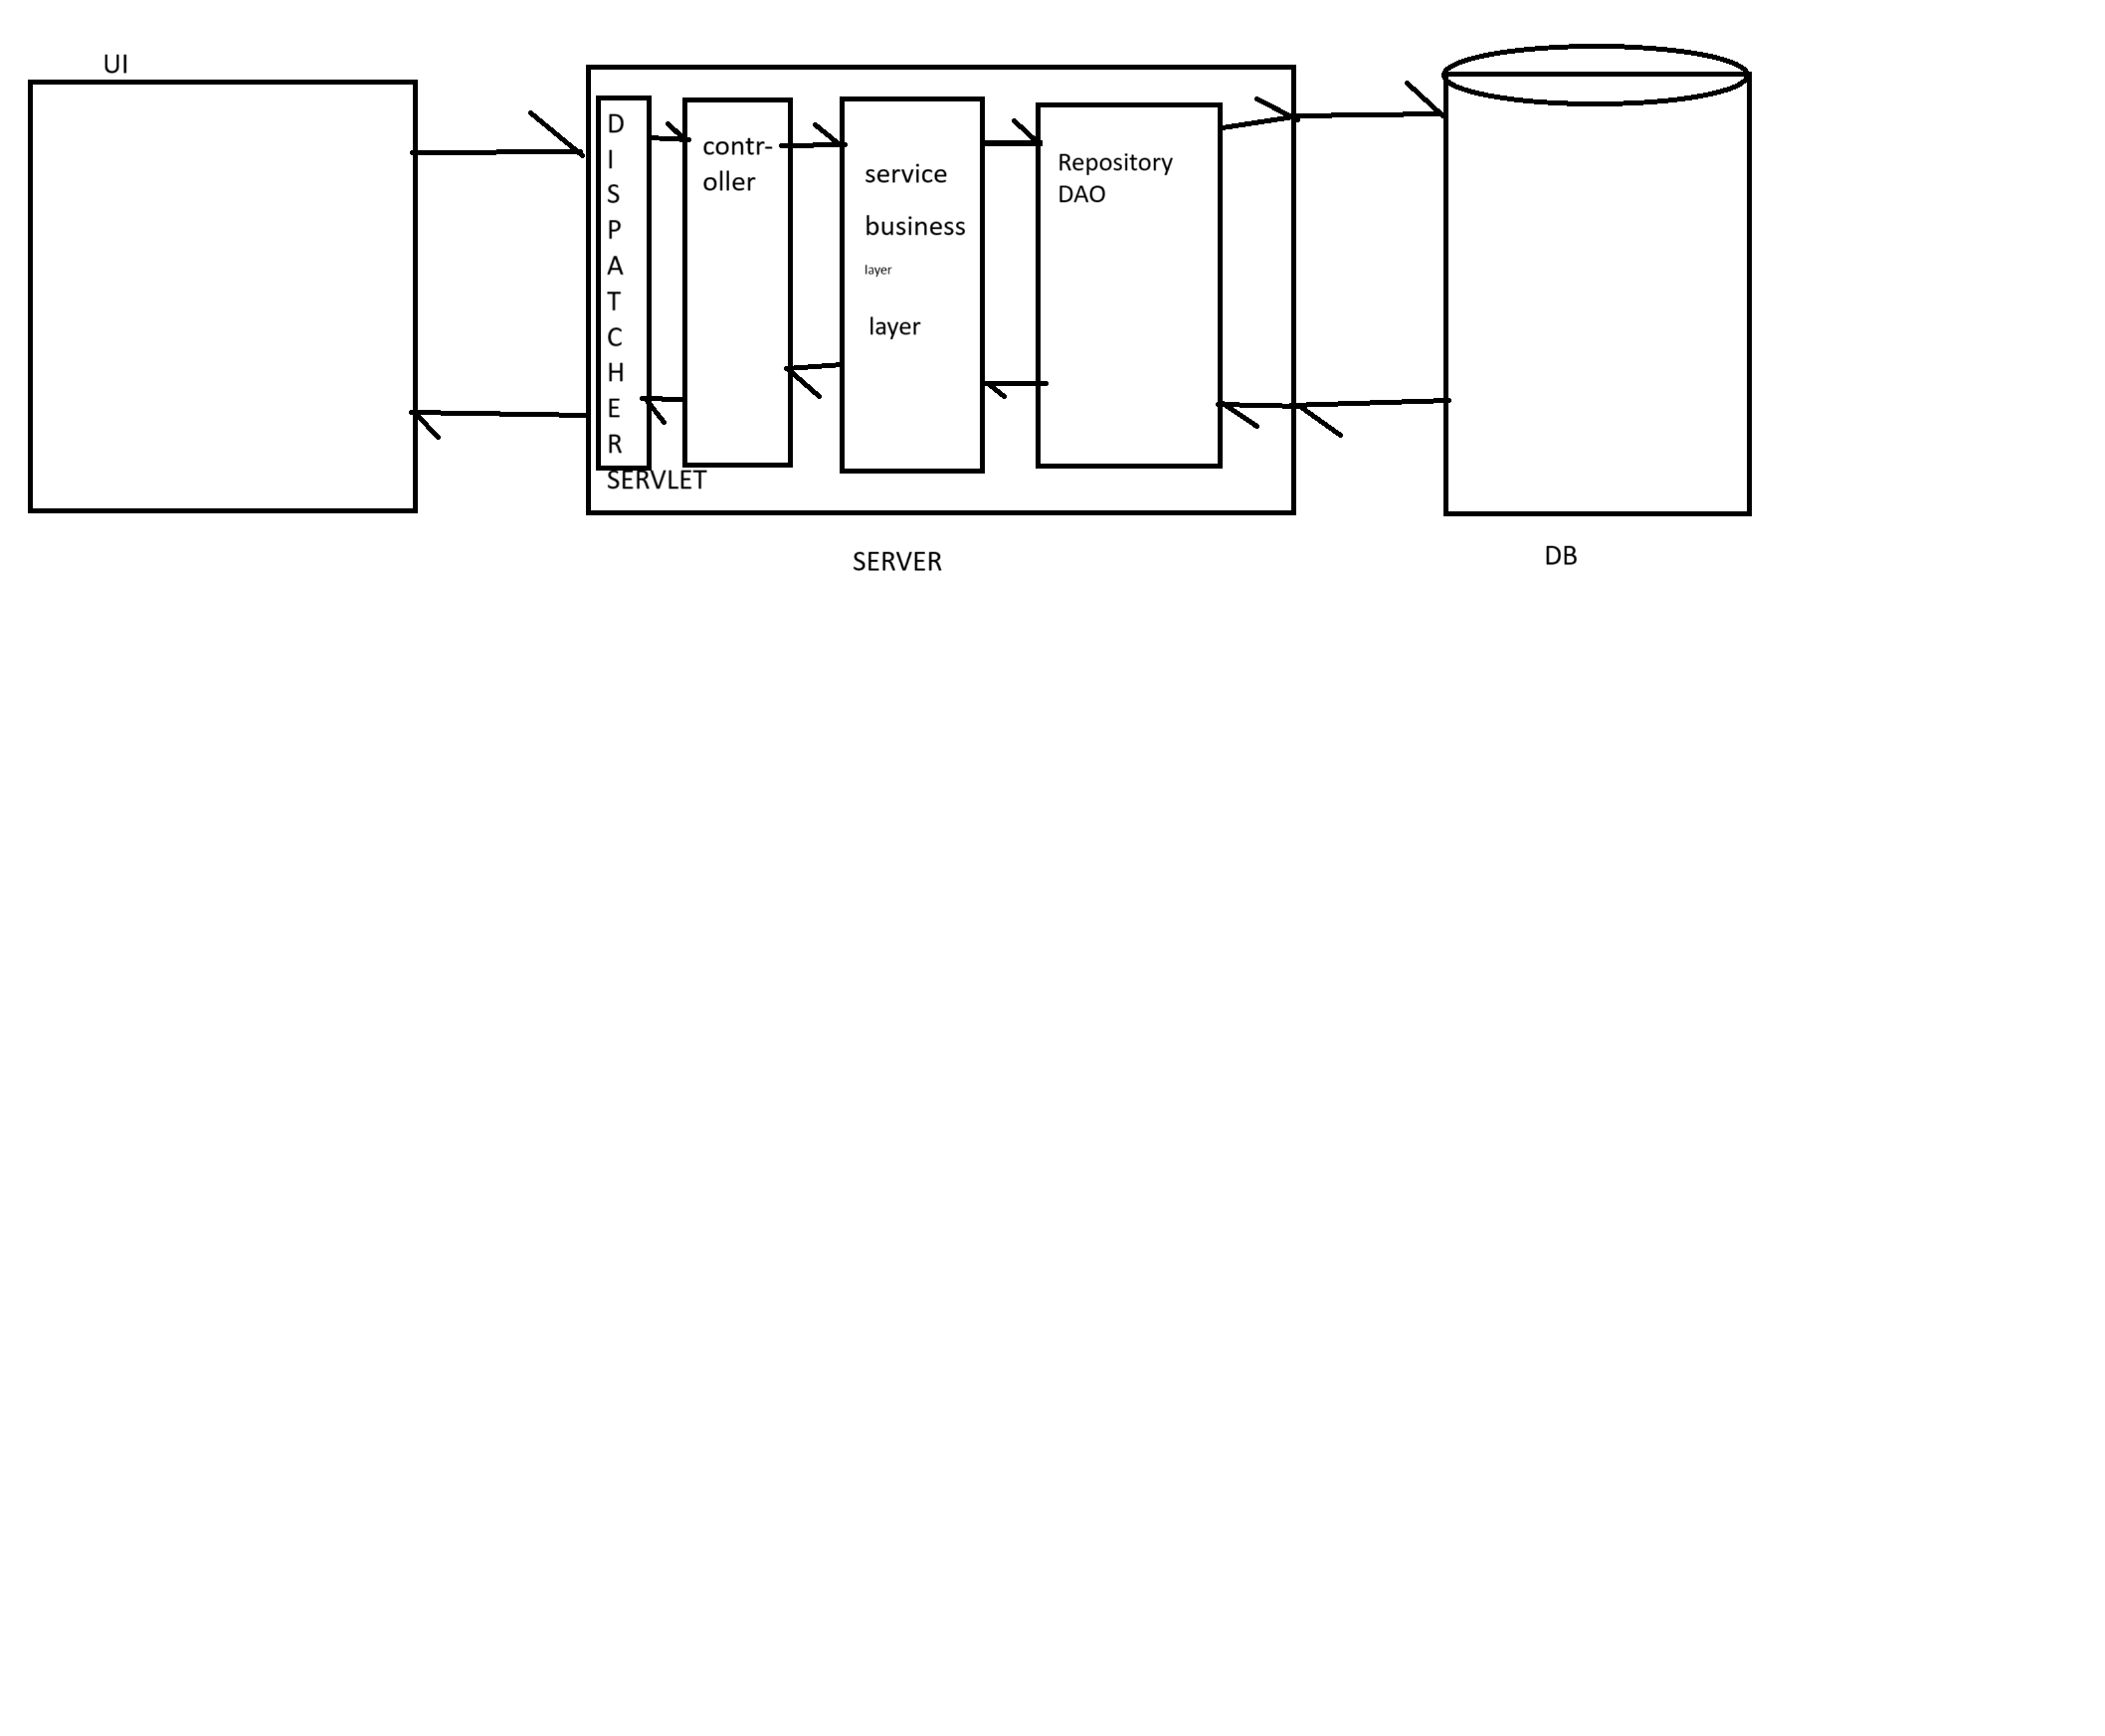 UI
D
I
S
P
A
T
C
H
E
R
SERVLET
contr-
oller
service
business
layer
layer
Repository
DAO
SERVER
DB